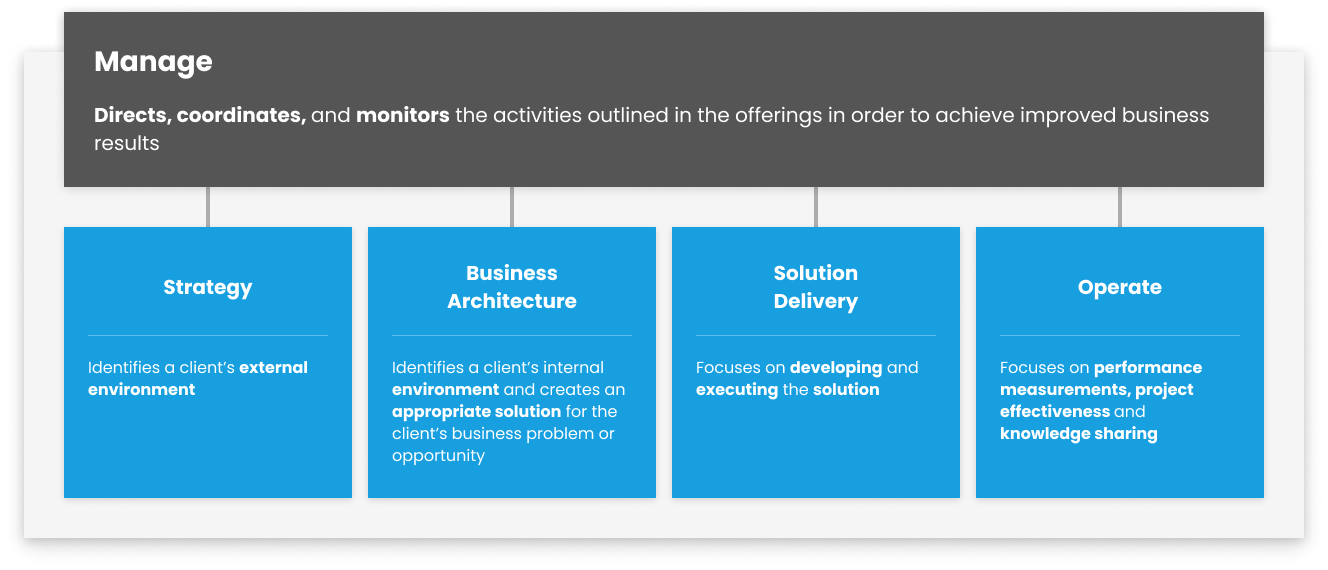 Manage
Directs, coordinates, and monitors the activities outlined in the offerings in order to achieve improved business
results
Strategy
Identifies a client’s external
environment
Business
Architecture
Identifies a client’s internal
environment and creates an
appropriate solution for the
client’s business problem or
opportunity
Solution
Delivery
Focuses on developing and
executing the solution
Operate
Focuses on performance
measurements, project
effectiveness and
knowledge sharing